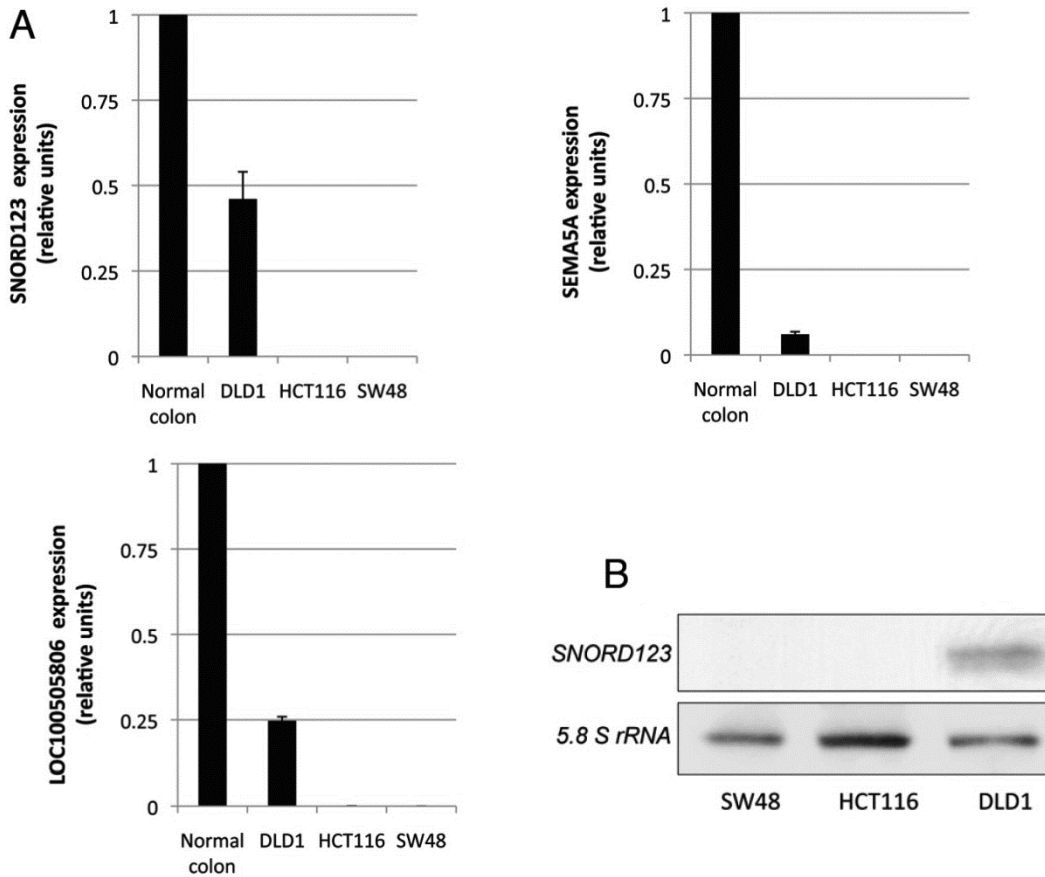 A
SNORD123 expression
(relative units)
1
0.75
0.5
0.25
0
Normal colon
DLD1
HCT116
SW48
SEMA5A expression
(relative units)
1
0.75
0.5
0.25
0
Normal colon
DLD1
HCT116
SW48
LOC100505806 expression
(relative units)
1
0.75
0.5
0.25
0
Normal colon
DLD1
HCT116
SW48
B
SNORD123
5.8 S rRNA
SW48 HCT116 DLD1